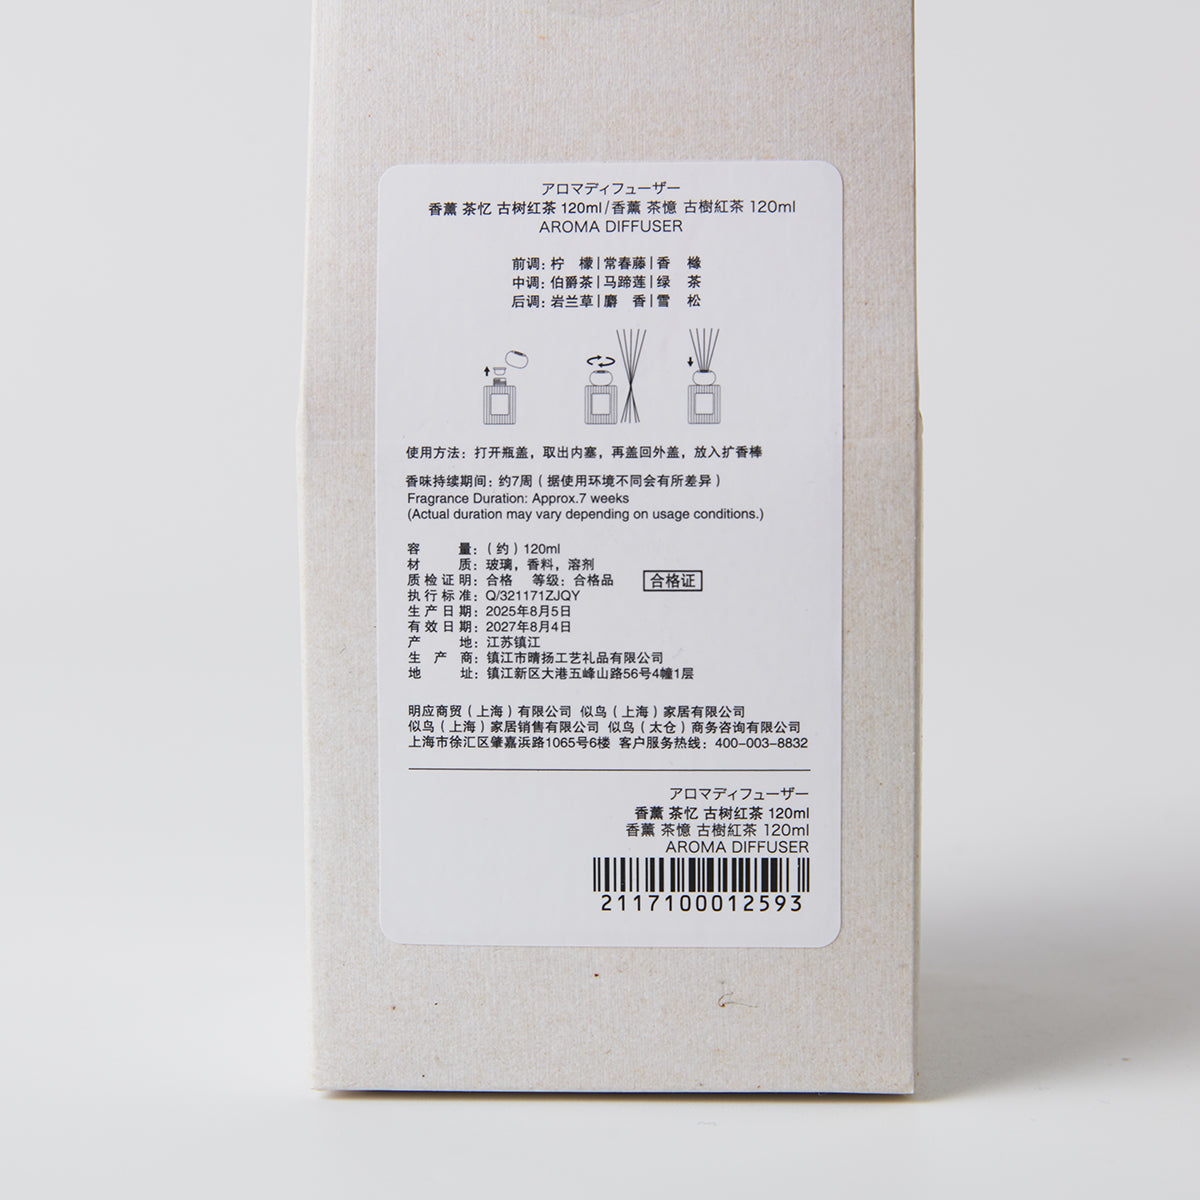 アロマディフューザー
香薰 茶忆 古树红茶 120ml/香薰 茶憶 古樹紅茶 120ml
AROMA DIFFUSER
前调：柠 檬|常春藤|香 橼
中调：伯爵茶|马蹄莲|绿 茶
后调：岩兰草|麝 香|雪 松
使用方法：打开瓶盖，取出内塞，再盖回外盖，放入扩香棒
香味持续期间：约7周（据使用环境不同会有所差异）
Fragrance Duration: Approx.7 weeks
(Actual duration may vary depending on usage conditions.)
容 量：（约）120ml
材 质：玻璃，香料，溶剂
质检证明：合格 等级：合格品 合格证
执行标准：Q/321171ZJQY
生产日期：2025年8月5日
有效日期：2027年8月4日
产 地：江苏镇江
生 产 商：镇江市晴扬工艺礼品有限公司
地 址：镇江新区大港五峰山路56号4幢1层
明应商贸（上海）有限公司 似鸟（上海）家居有限公司
似鸟（上海）家居销售有限公司 似鸟（太仓）商务咨询有限公司
上海市徐汇区肇嘉浜路1065号6楼 客户服务热线：400-003-8832
アロマディフューザー
香薰 茶忆 古树红茶 120ml
香薰 茶憶 古樹紅茶 120ml
AROMA DIFFUSER
2117100012593